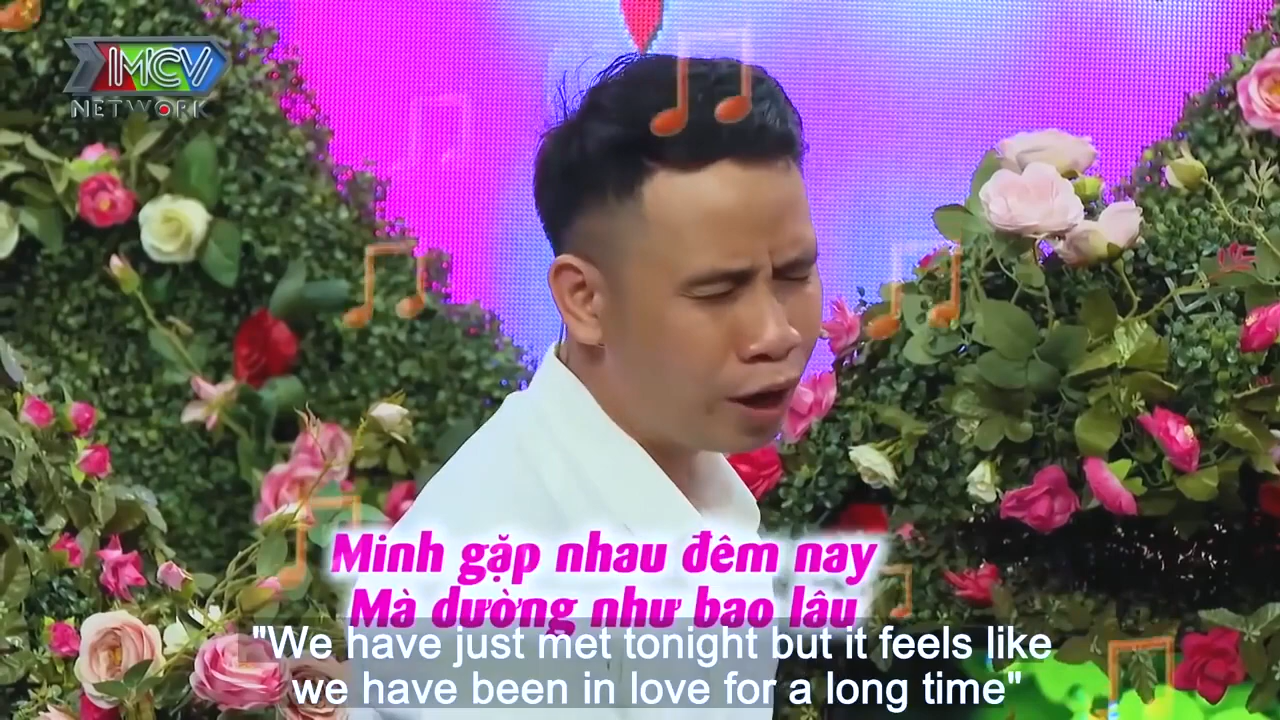 MCV
NETWORK
Minh gặp nhau đêm nay
Mà dường như bao lâu
"We have just met tonight but it feels like
we have been in love for a long time"